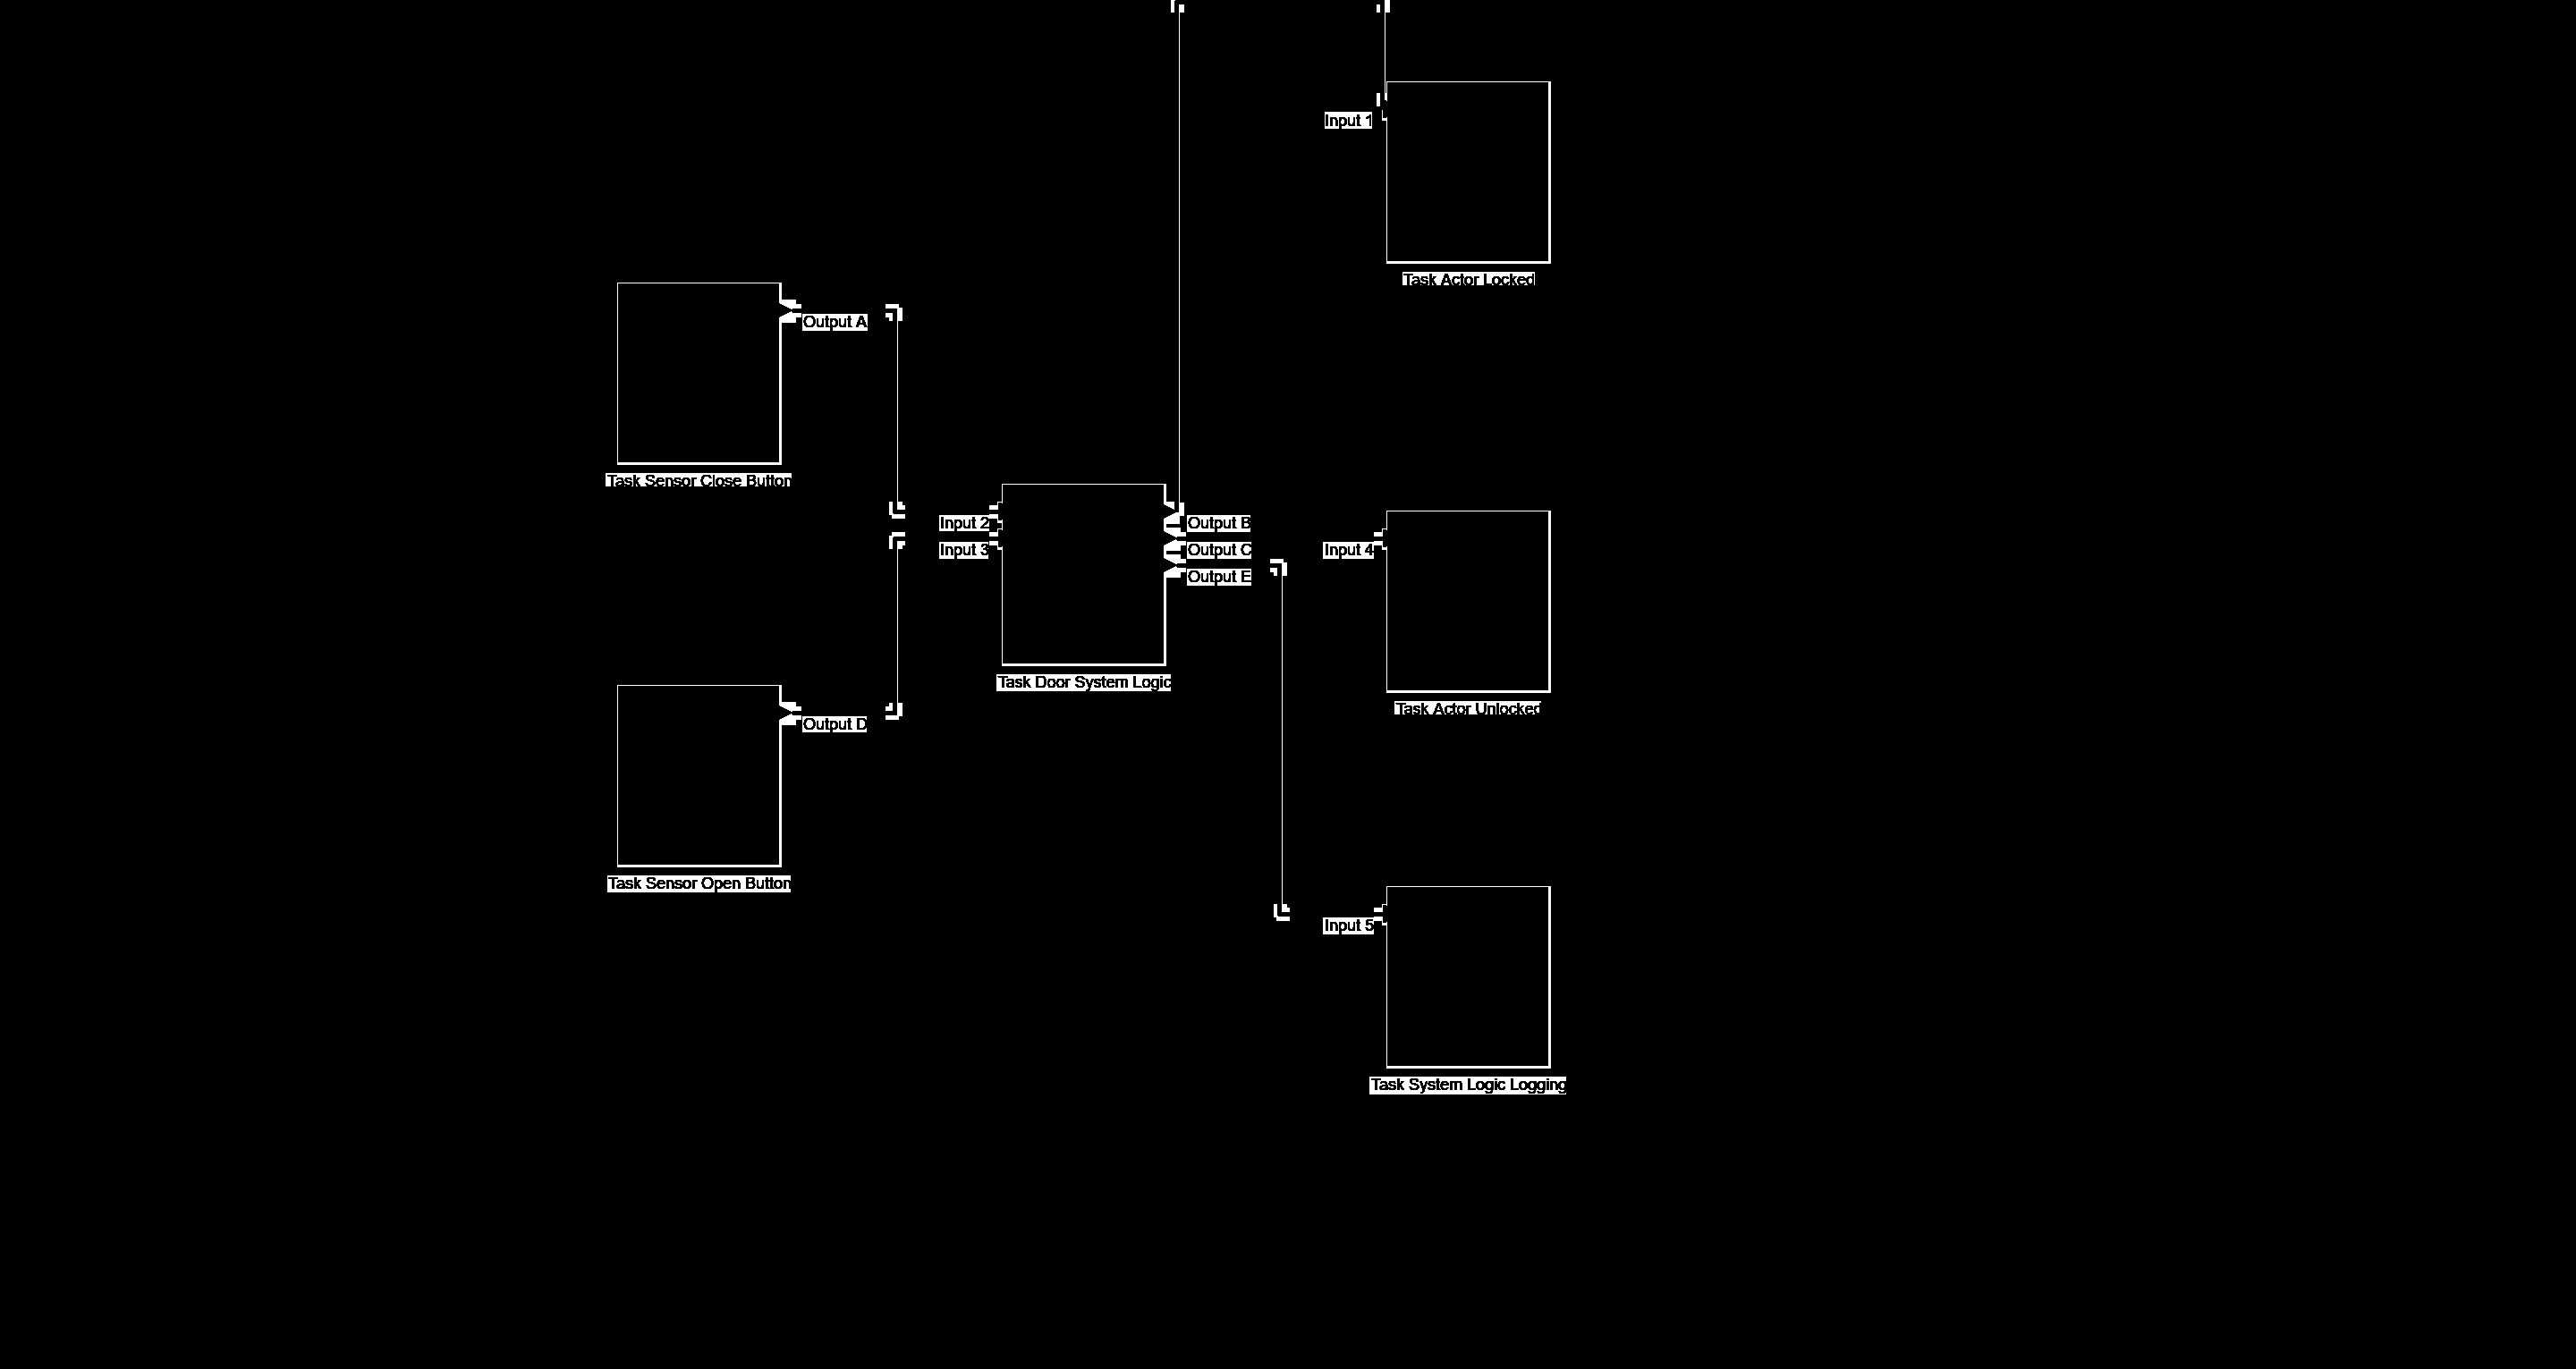 Input 1
Task Actor Locked
Output A
Task Sensor Close Button
Input 2
Output B
Input 3
Output C
Input 4
Output E
Task Door System Logic
Task Actor Unlocked
Output D
Task Sensor Open Button
Input 5
Task System Logic Logging